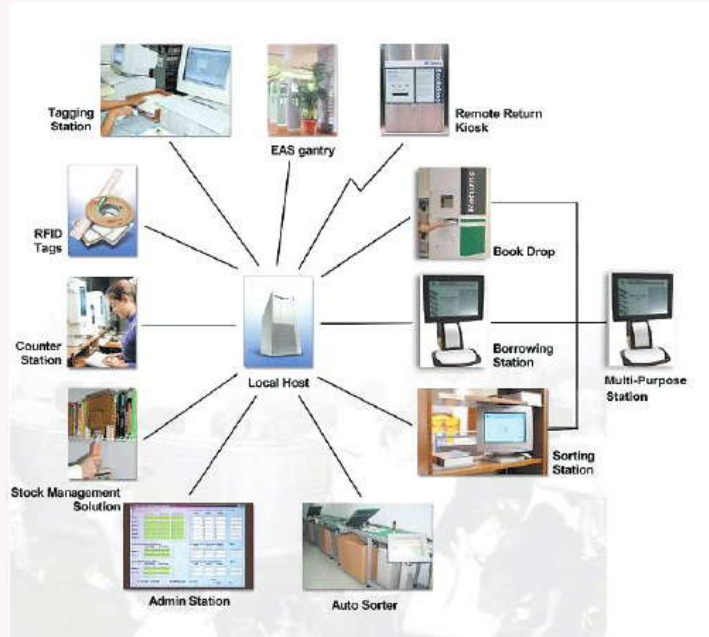 Tagging
Station
EAS gantry
Remote Return
Kiosk
RFID
Tags
Returns
Book Drop
Counter
Station
Local Host
Borrowing
Station
Multi-Purpose
Station
Stock Management
Solution
Sorting
Station
Admin Station
Auto Sorter